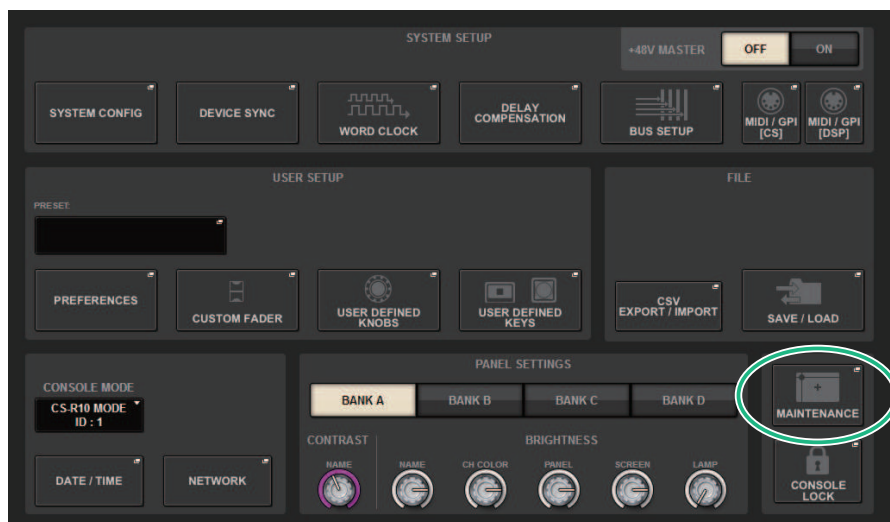 SYSTEM SETUP
+48V MASTER
OFF
ON
SYSTEM CONFIG
DEVICE SYNC
WORD CLOCK
DELAY
COMPENSATION
BUS SETUP
MIDI / GPI
[CS]
MIDI / GPI
[DSP]
USER SETUP
PRESET
PREFERENCES
CUSTOM FADER
USER DEFINED
KNOBS
USER DEFINED
KEYS
FILE
CSV
EXPORT / IMPORT
SAVE / LOAD
CONSOLE MODE
CS-R10 MODE
ID : 1
DATE / TIME
NETWORK
PANEL SETTINGS
BANK A
BANK B
BANK C
BANK D
CONTRAST
BRIGHTNESS
NAME
NAME
CH COLOR
PANEL
SCREEN
LAMP
MAINTENANCE
CONSOLE
LOCK